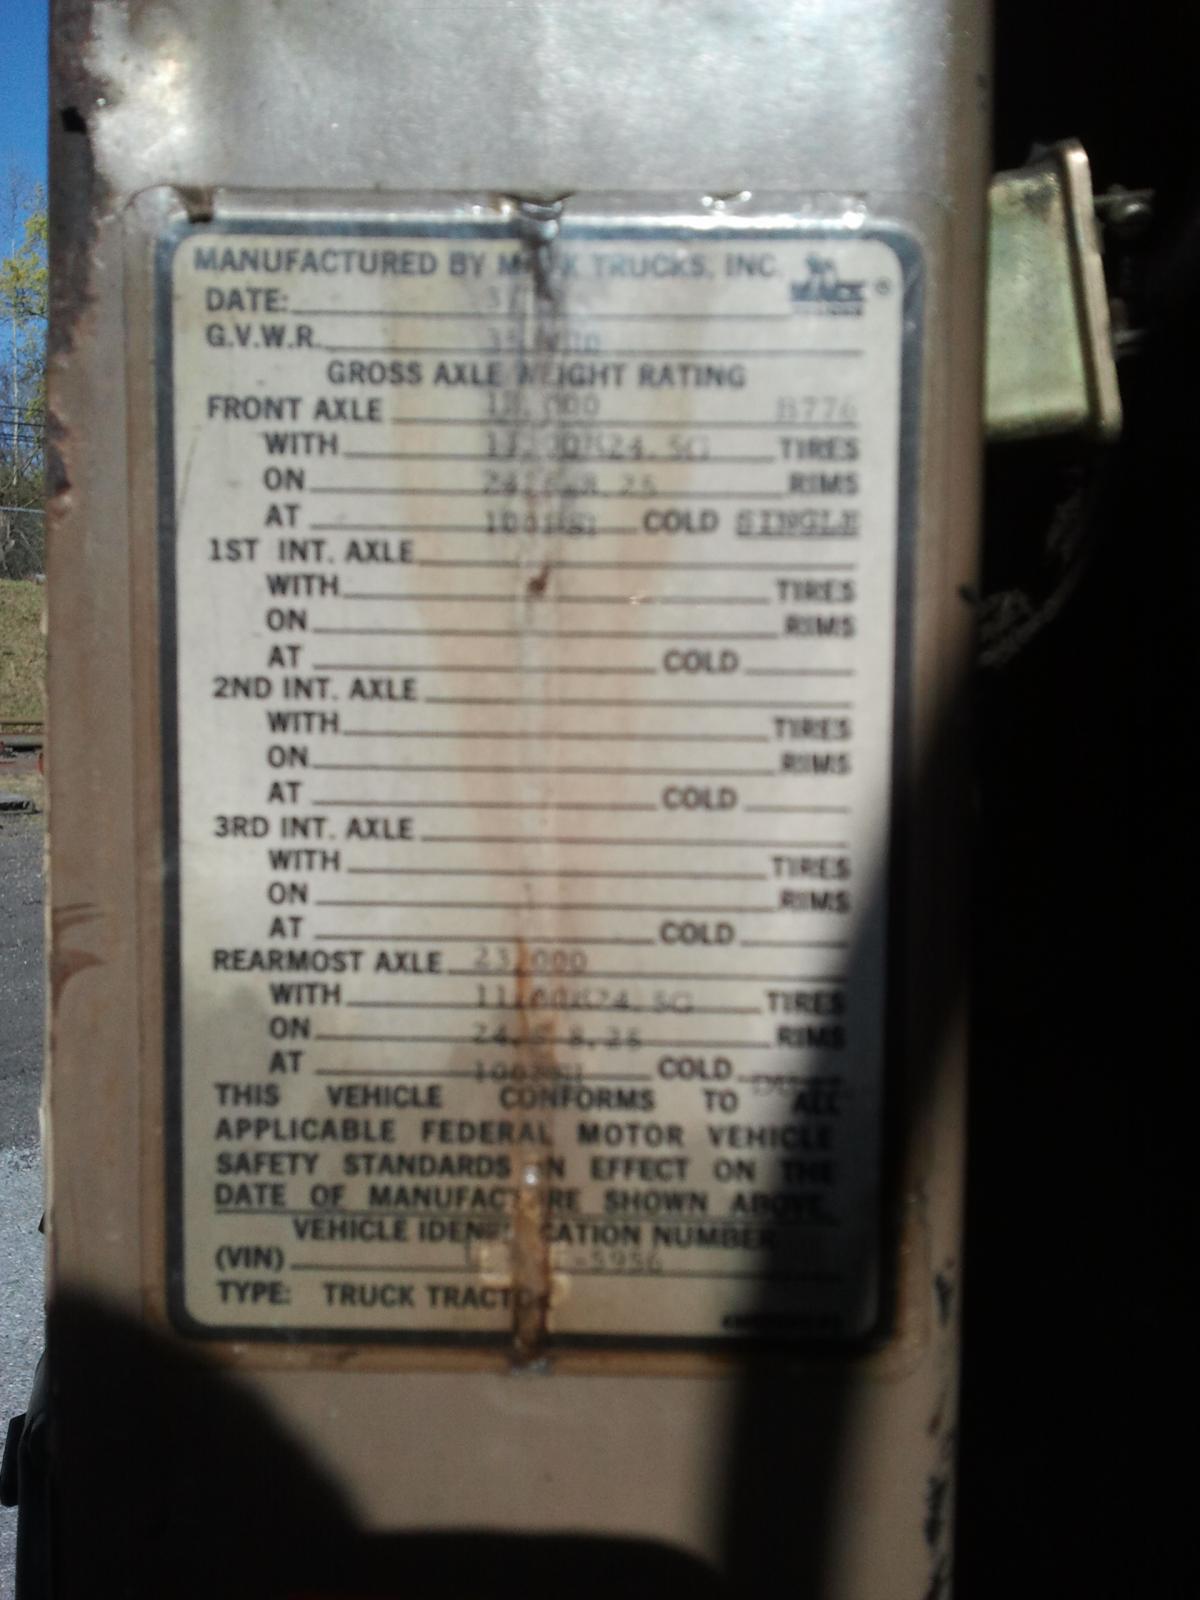 MANUFACTURED BY MACK TRUCKS, INC. MACK ®
DATE:
G.V.W.R.
GROSS AXLE WEIGHT RATING
FRONT AXLE B776
WITH TIRES
ON RIMS
AT COLD SINGLE
1ST INT. AXLE
WITH TIRES
ON RIMS
AT COLD
2ND INT. AXLE
WITH TIRES
ON RIMS
AT COLD
3RD INT. AXLE
WITH TIRES
ON RIMS
AT COLD
REARMOST AXLE 23,000
WITH TIRES
ON RIMS
AT COLD
THIS VEHICLE CONFORMS TO ALL
APPLICABLE FEDERAL MOTOR VEHICLE
SAFETY STANDARDS IN EFFECT ON THE
DATE OF MANUFACTURE SHOWN ABOVE.
VEHICLE IDENTIFICATION NUMBER
(VIN) -5956
TYPE: TRUCK TRACTOR